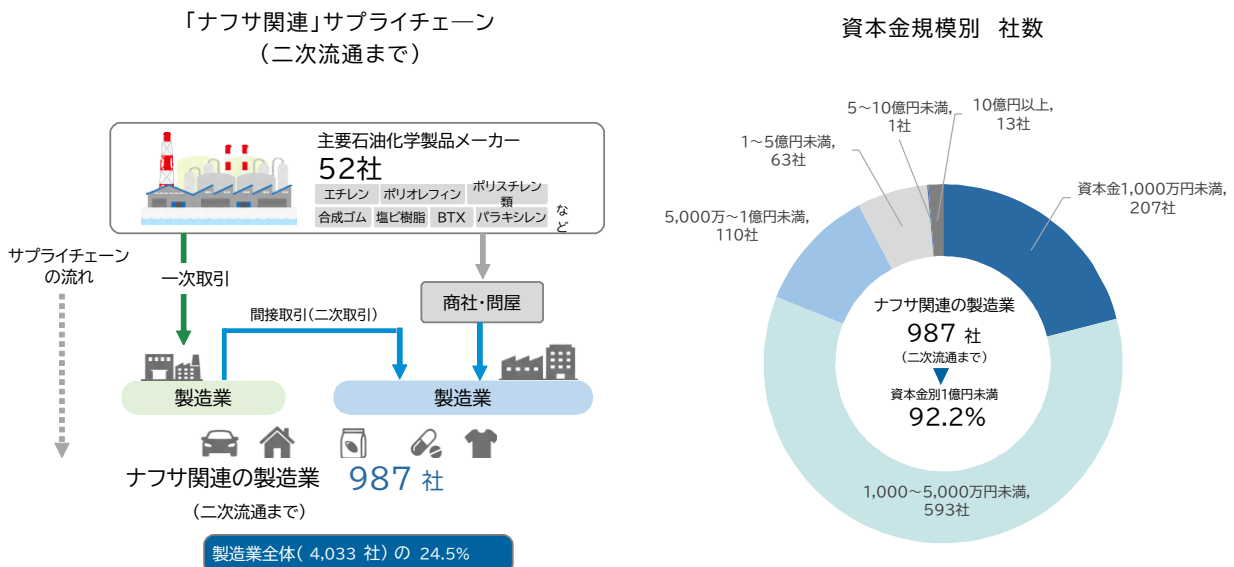 「ナフサ関連」サプライチェーン
（二次流通まで）
主要石油化学製品メーカー
52社
エチレン
ポリオレフィン
ポリスチレン類
合成ゴム
塩ビ樹脂
BTX
パラキシレン
など
サプライチェーン
の流れ
一次取引
商社・問屋
間接取引(二次取引)
製造業
製造業
ナフサ関連の製造業 987 社
（二次流通まで）
製造業全体( 4,033 社) の 24.5%
資本金規模別 社数
5～10億円未満,
1社
10億円以上,
13社
1～5億円未満,
63社
5,000万～1億円未満,
110社
資本金1,000万円未満,
207社
ナフサ関連の製造業
987 社
(二次流通まで)
資本金別1億円未満
92.2%
1,000～5,000万円未満,
593社